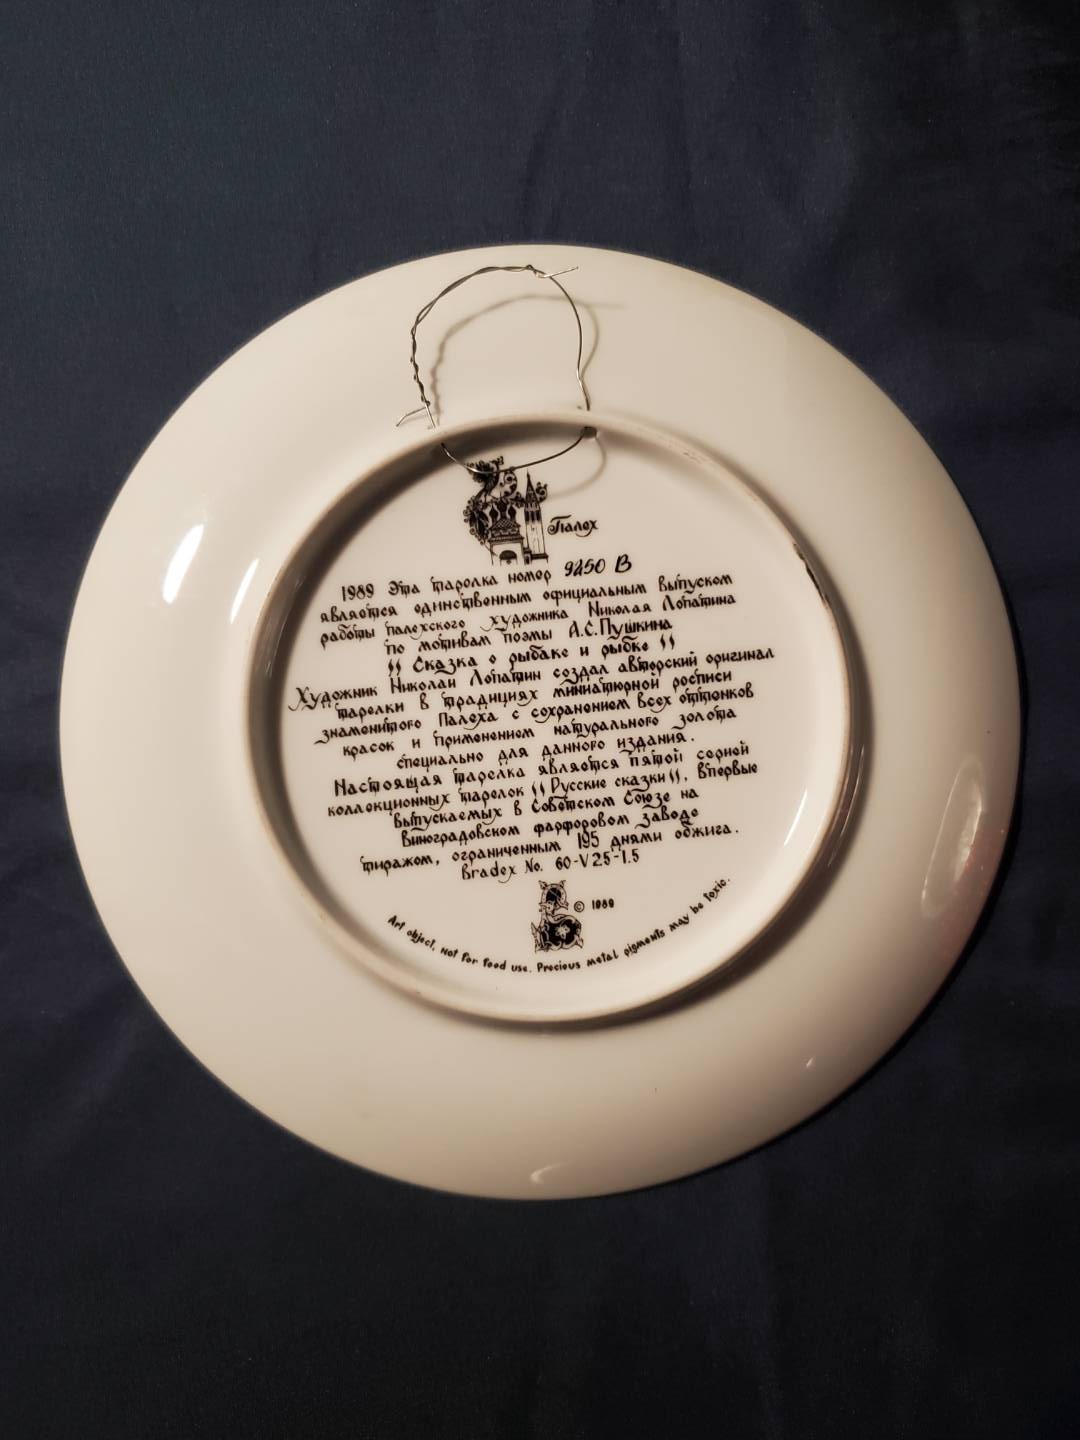 Палех
1989 Эта тарелка номер 9250 В
является единственным официальным выпуском
работы палехского художника Николая Лопатина
по мотивам поэмы А.С.Пушкина
"Сказка о рыбаке и рыбке"
Художник Николай Лопатин создал авторский оригинал
тарелки в традициях миниатюрной росписи
знаменитого Палеха с сохранением всех оттенков
красок и применением натурального золота
специально для данного издания.
Настоящая тарелка является пятой серией
коллекционных тарелок "Русские сказки", впервые
выпускаемых в Советском Союзе на
Виноградовском фарфоровом заводе
тиражом, ограниченным 195 днями обжига.
Bradex No. 60-V25-1.5
© 1989
Art object, not for food use. Precious metal pigments may be toxic.